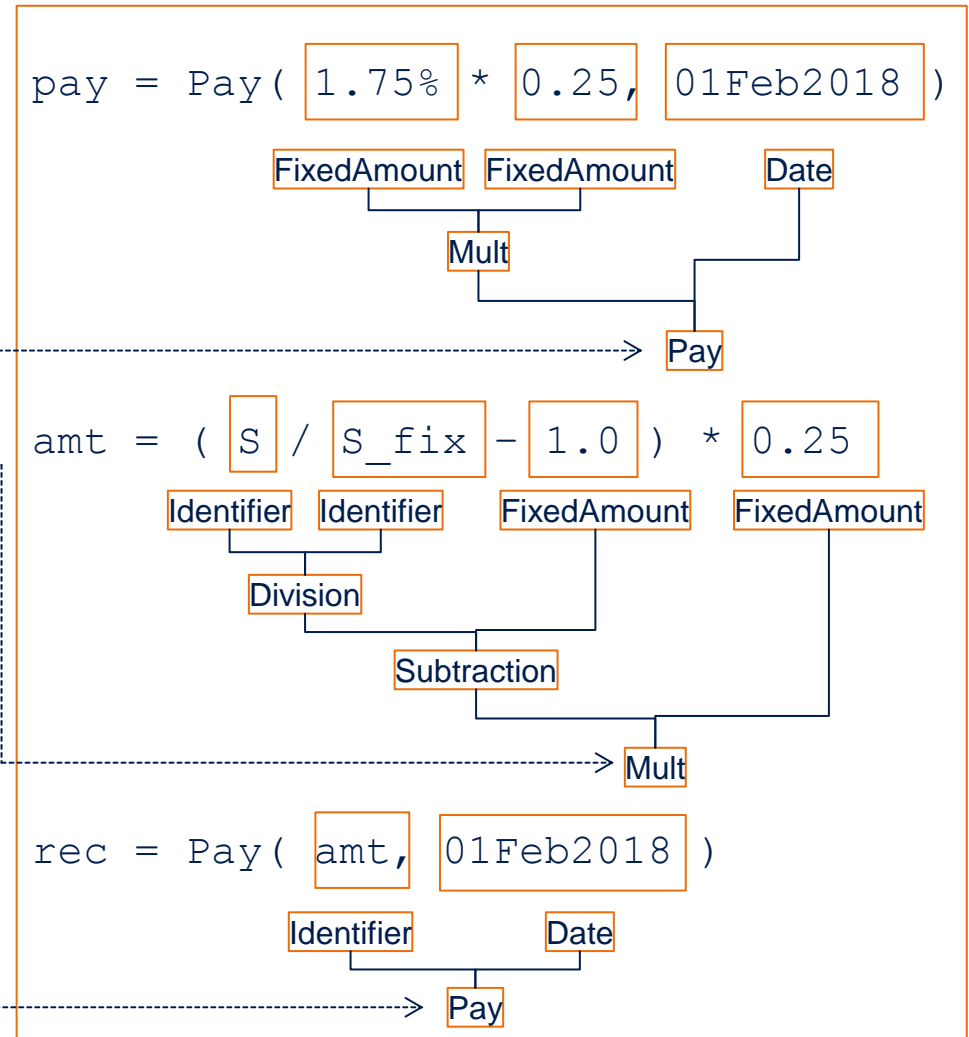 pay = Pay( 1.75% * 0.25, 01Feb2018 )
FixedAmount FixedAmount Date
Mult
Pay
amt = ( S / S_fix – 1.0 ) * 0.25
Identifier Identifier FixedAmount FixedAmount
Division
Subtraction
Mult
rec = Pay( amt, 01Feb2018 )
Identifier Date
Pay